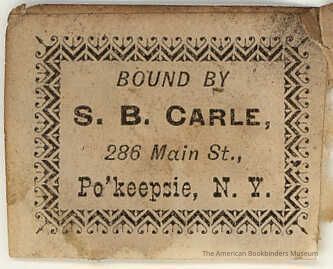 BOUND BY
S. B. CARLE,
286 Main St.,
Po'keepsie, N. Y.
The American Bookbinders Museum